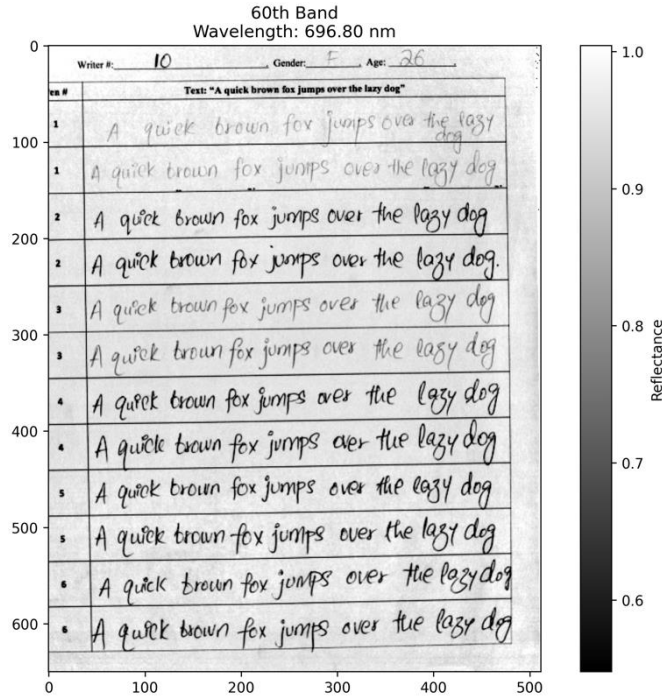 60th Band
Wavelength: 696.80 nm
Writer #: 10 Gender: F Age: 26
en # Text: "A quick brown fox jumps over the lazy dog"
1 A quick brown fox jumps over the lazy
dog
1 A quick brown fox jumps over the lazy dog
2 A quick brown fox jumps over the lazy dog
2 A quick brown fox jumps over the lazy dog.
3 A quick brown fox jumps over the lazy dog
3 A quick brown fox jumps over the lazy dog
4 A quick brown fox jumps over the lazy dog
4 A quick brown fox jumps over the lazy dog
5 A quick brown fox jumps over the lazy dog
5 A quick brown fox jumps over the lazy dog
6 A quick brown fox jumps over the lazy dog
6 A quick brown fox jumps over the lazy dog
0
100
200
300
400
500
600
0 100 200 300 400 500
1.0
0.9
0.8
0.7
0.6
Reflectance